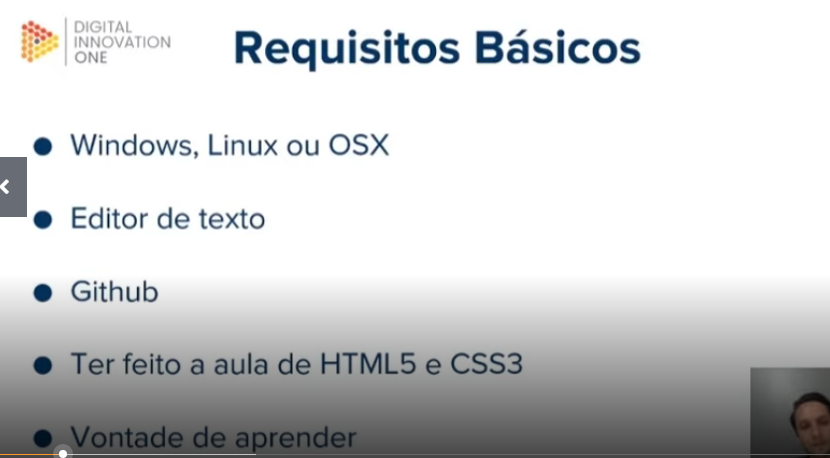 DIGITAL
INNOVATION
ONE
Requisitos Básicos
Windows, Linux ou OSX
Editor de texto
Github
Ter feito a aula de HTML5 e CSS3
Vontade de aprender